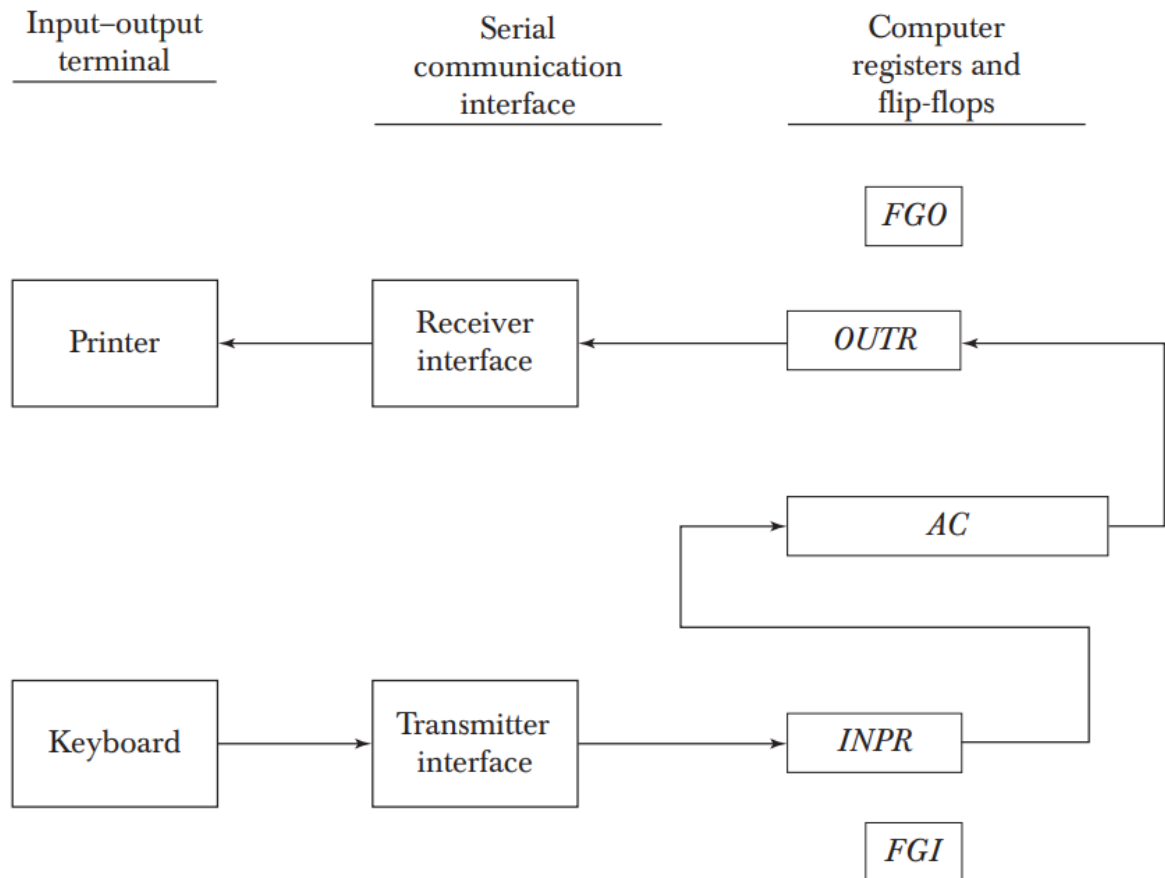 Input–output
terminal
Serial
communication
interface
Computer
registers and
flip-flops
FGO
Printer
Receiver
interface
OUTR
AC
Keyboard
Transmitter
interface
INPR
FGI